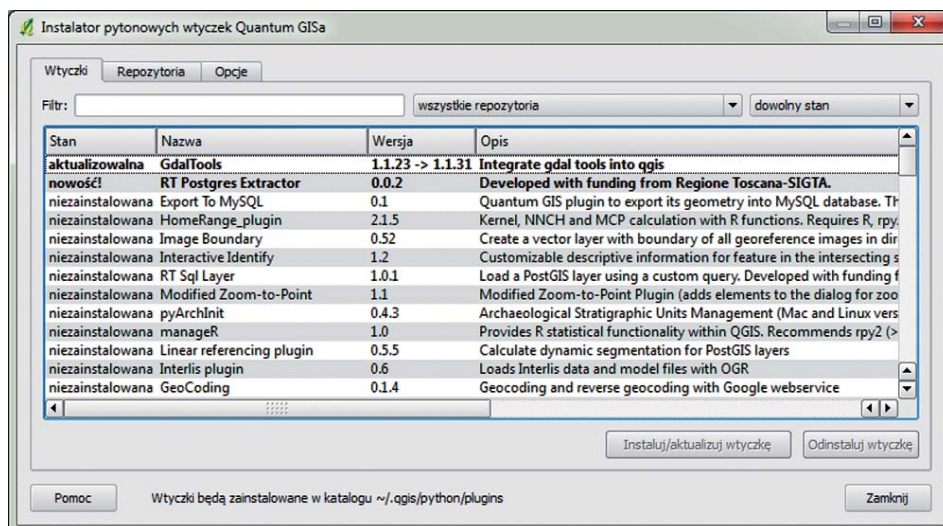 Instalator pytonowych wtyczek Quantum GISa
Wtyczki Repozytoria Opcje
Filtr: wszystkie repozytoria dowolny stan
Stan Nazwa Wersja Opis
aktualizowalna GdalTools 1.1.23 -> 1.1.31 Integrate gdal tools into qgis
nowość! RT Postgres Extractor 0.0.2 Developed with funding from Regione Toscana-SIGTA.
niezainstalowana Export To MySQL 0.1 Quantum GIS plugin to export its geometry into MySQL database. Th
niezainstalowana HomeRange_plugin 2.1.5 Kernel, NNCH and MCP calculation with R functions. Requires R, rpy.
niezainstalowana Image Boundary 0.52 Create a vector layer with boundary of all georeference images in dir
niezainstalowana Interactive Identify 1.2 Customizable descriptive information for feature in the intersecting s
niezainstalowana RT Sql Layer 1.0.1 Load a PostGIS layer using a custom query. Developed with funding f
niezainstalowana Modified Zoom-to-Point 1.1 Modified Zoom-to-Point Plugin (adds elements to the dialog for zoo
niezainstalowana pyArchInit 0.4.3 Archaeological Stratigraphic Units Management (Mac and Linux vers
niezainstalowana manageR 1.0 Provides R statistical functionality within QGIS. Recommends rpy2 (>
niezainstalowana Linear referencing plugin 0.5.5 Calculate dynamic segmentation for PostGIS layers
niezainstalowana Interlis plugin 0.6 Loads Interlis data and model files with OGR
niezainstalowana GeoCoding 0.1.4 Geocoding and reverse geocoding with Google webservice
Instaluj/aktualizuj wtyczkę Odinstaluj wtyczkę
Pomoc Wtyczki będą zainstalowane w katalogu ~/.qgis/python/plugins Zamknij